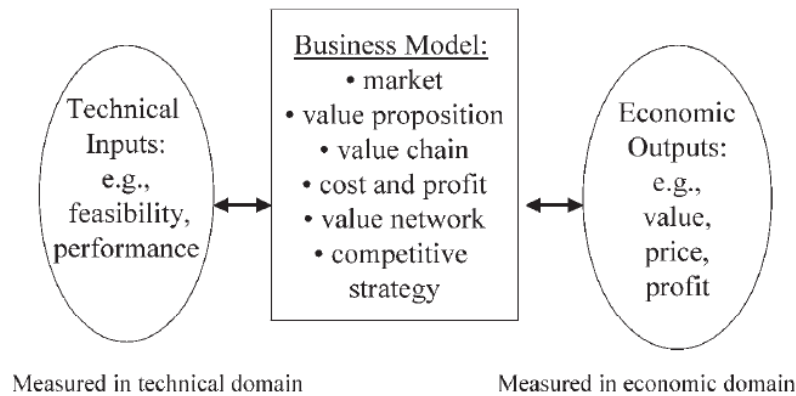 Technical
Inputs:
e.g.,
feasibility,
performance
Business Model:
• market
• value proposition
• value chain
• cost and profit
• value network
• competitive
strategy
Economic
Outputs:
e.g.,
value,
price,
profit
Measured in technical domain
Measured in economic domain